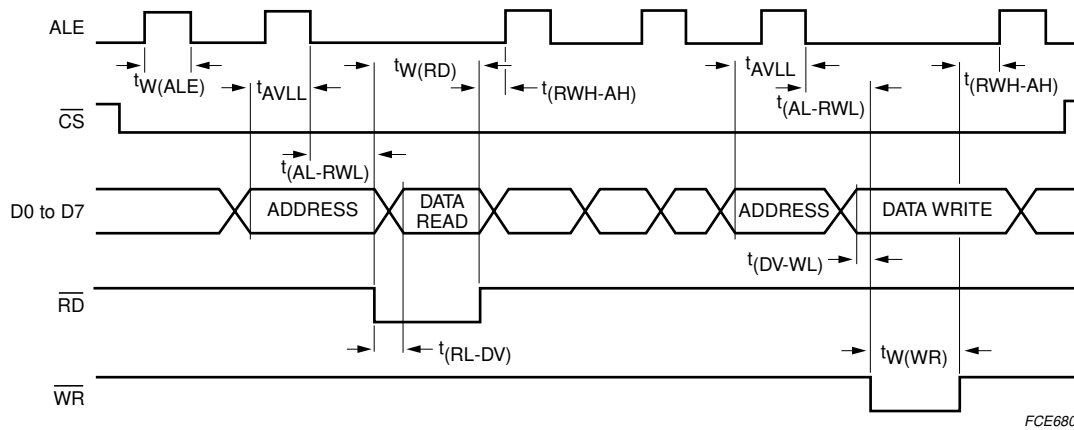 ALE
tW(ALE)
tAVLL
tW(RD)
t(RWH-AH)
tAVLL
t(AL-RWL)
t(RWH-AH)
CS
t(AL-RWL)
D0 to D7
ADDRESS
DATA
READ
ADDRESS
DATA WRITE
t(DV-WL)
RD
t(RL-DV)
tW(WR)
WR
FCE680